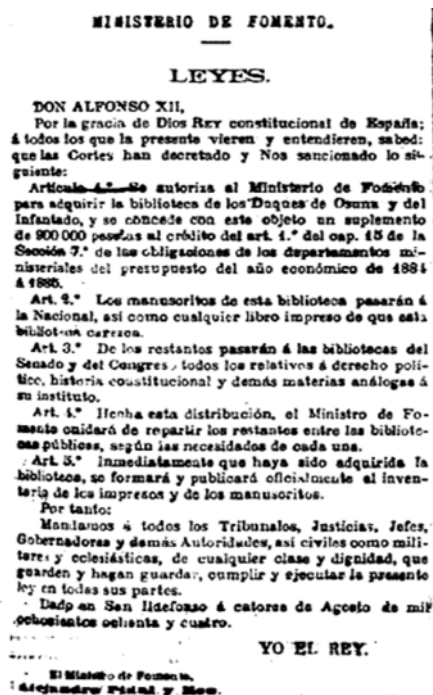 MINISTERIO DE FOMENTO.
LEYES.
DON ALFONSO XII,
Por la gracia de Dios REY constitucional de España;
á todos los que la presente vieren y entendieren, sabed:
que las Cortes han decretado y Nos sancionado lo si-
guiente:
Artículo 1.° Se autoriza al Ministerio de Fomento
para adquirir la biblioteca de los Duques de Osuna y del
Infantado, y se concede con este objeto un suplemento
de 900 000 pesetas al crédito del art. 1.° del cap. 15 de la
Sección 7.ª de las obligaciones de los departamentos mi-
nisteriales del presupuesto del año económico de 1884
á 1885.
Art. 2.° Los manuscritos de esta biblioteca pasarán á
la Nacional, así como cualquier libro impreso de que esta
biblioteca carezca.
Art. 3.° De los restantes pasarán á las bibliotecas del
Senado y del Congreso, todos los relativos á derecho polí-
tico, historia constitucional y demás materias análogas á
su instituto.
Art. 4.° Hecha esta distribución, el Ministro de Fo-
mento cuidará de repartir los restantes entre las bibliote-
cas públicas, según las necesidades de cada una.
Art. 5.° Inmediatamente que haya sido adquirida la
biblioteca, se formará y publicará oficialmente el inven-
tario de los impresos y de los manuscritos.
Por tanto:
Mandamos á todos los Tribunales, Justicias, Jefes,
Gobernadores y demás Autoridades, así civiles como mili-
tares y eclesiásticas, de cualquier clase y dignidad, que
guarden y hagan guardar, cumplir y ejecutar la presente
ley en todas sus partes.
Dado en San Ildefonso á catorce de Agosto de mil
ochocientos ochenta y cuatro.
YO EL REY.
El Ministro de Fomento,
Alejandro Pidal y Mon.